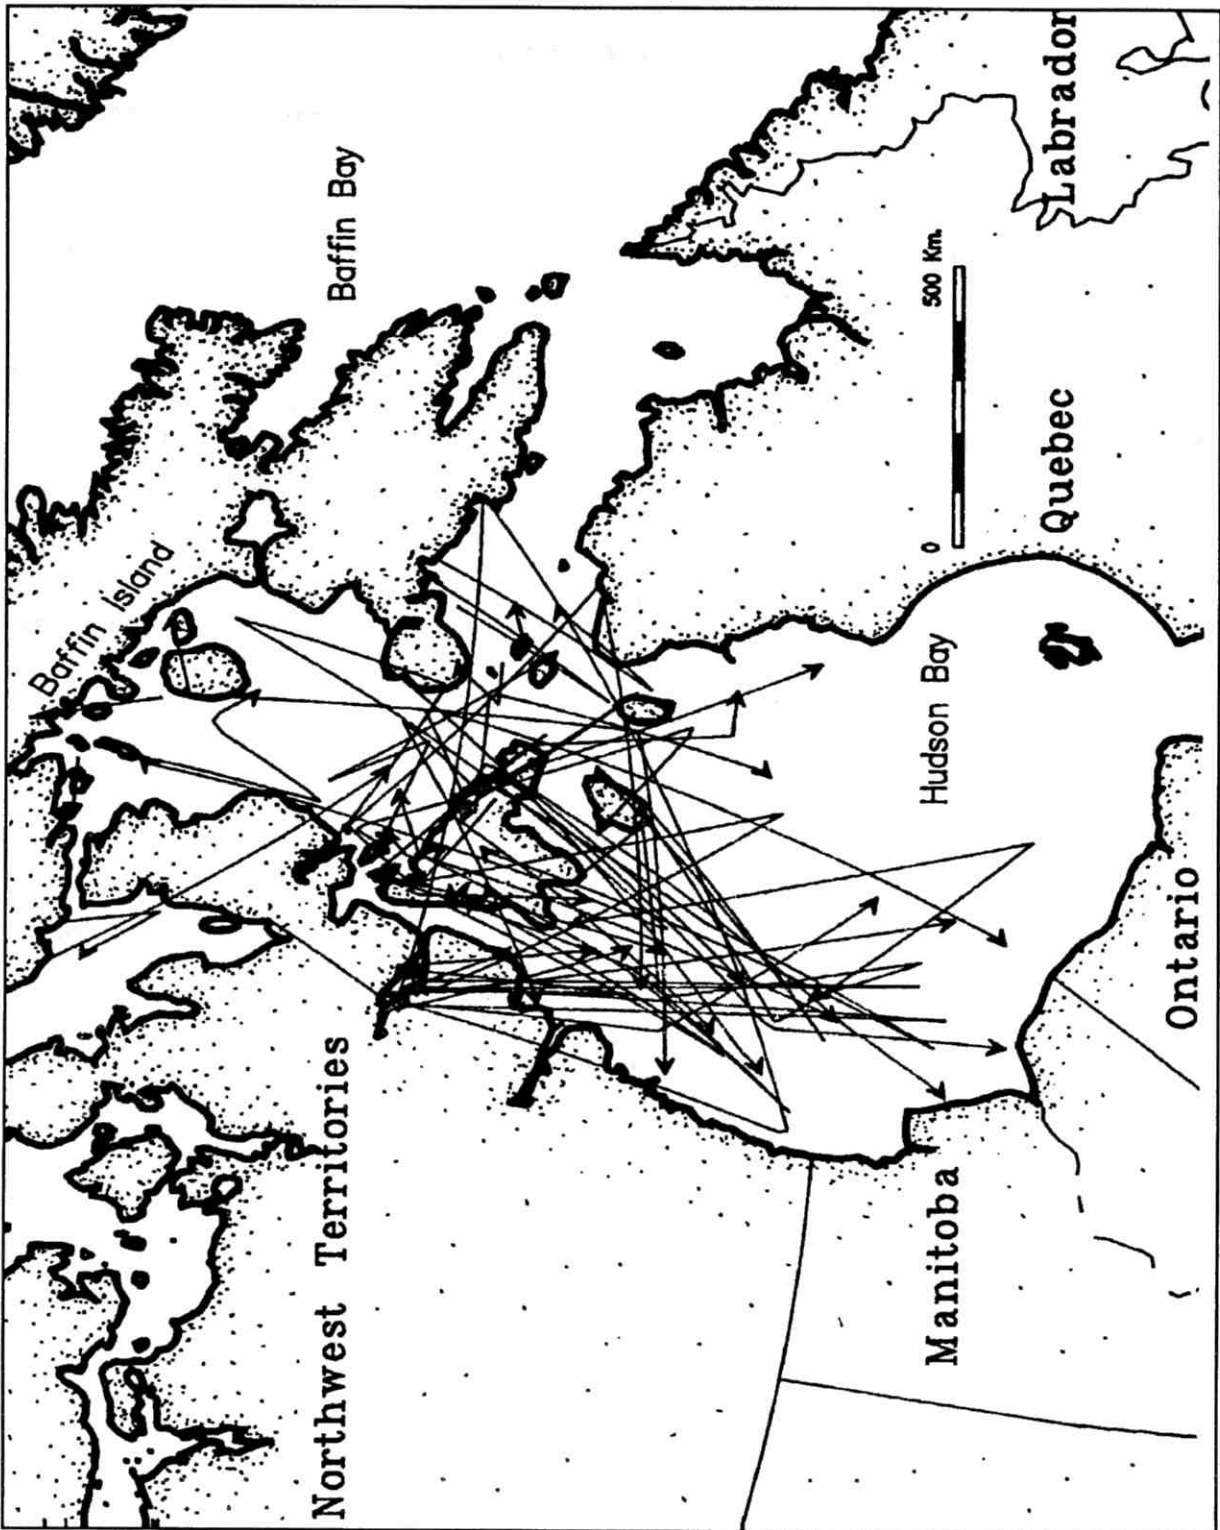 Baffin Island
Baffin Bay
Northwest Territories
Hudson Bay
0 500 Km.
Labrador
Quebec
Manitoba
Ontario